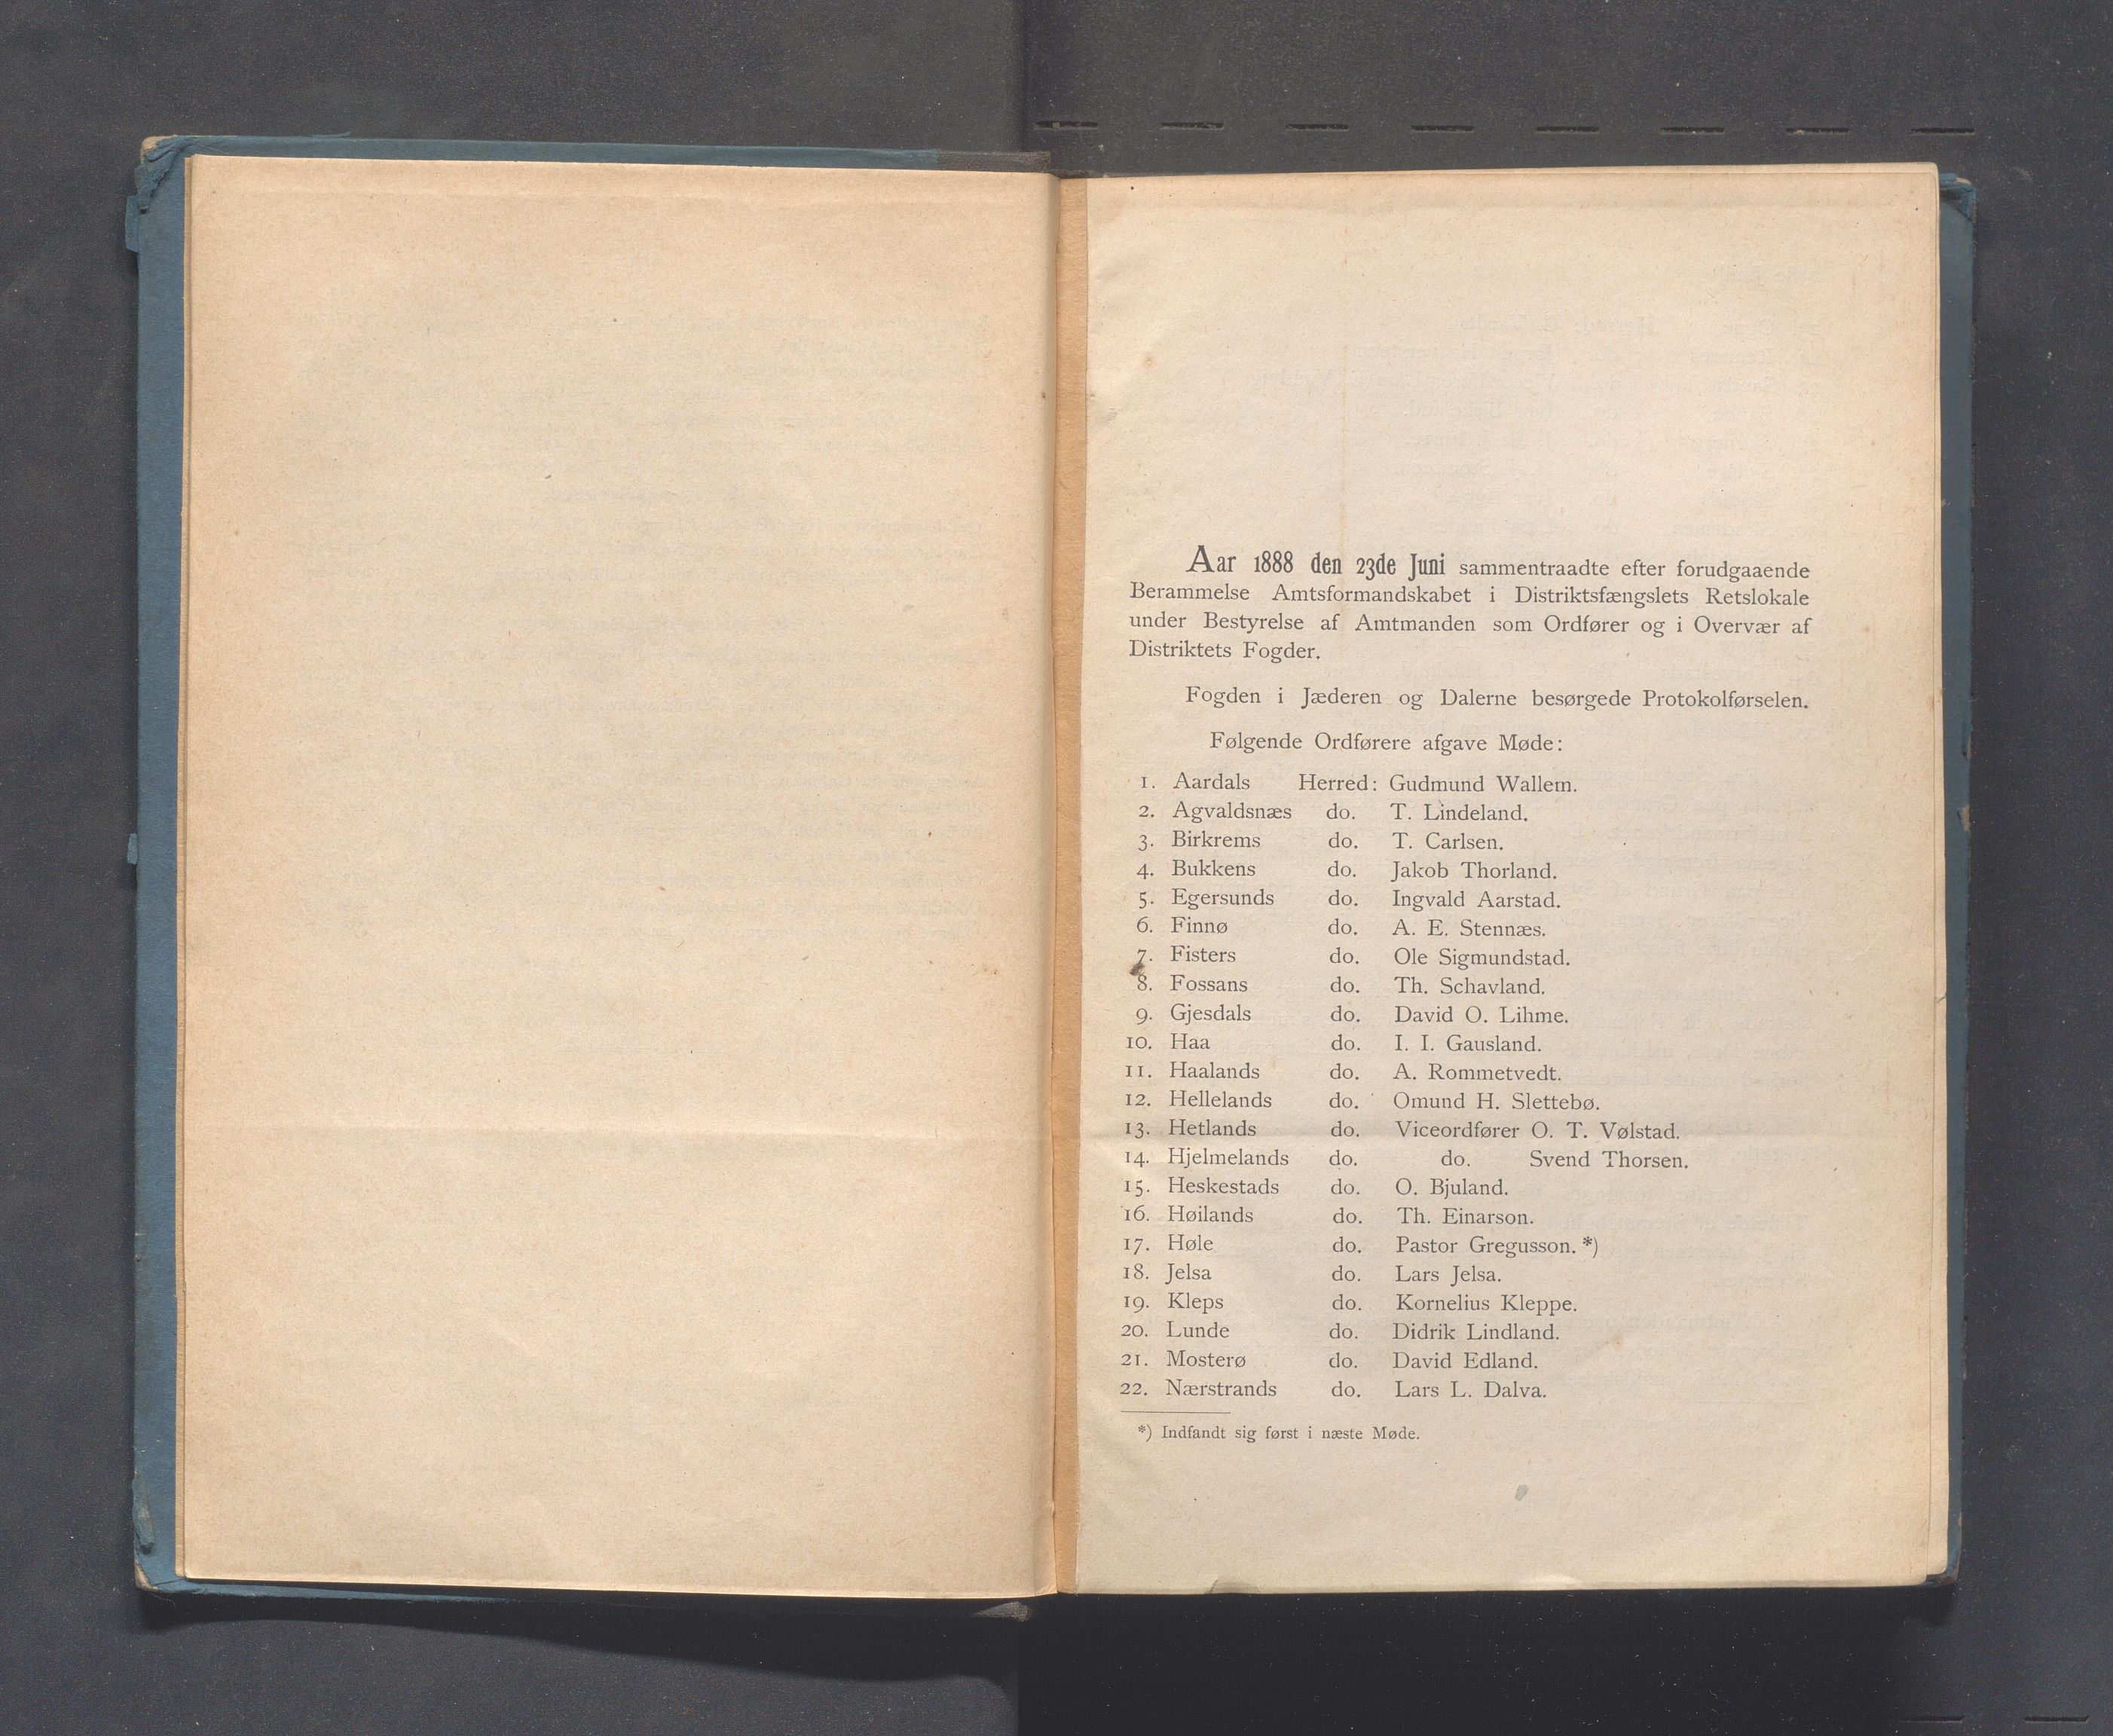 Aar 1888 den 23de Juni sammentraadte efter forudgaaende
Berammelse Amtsformandskabet i Distriktsfængslets Retslokale
under Bestyrelse af Amtmanden som Ordfører og i Overvær af
Distriktets Fogder.
Fogden i Jæderen og Dalerne besørgede Protokolførselen.
Følgende Ordførere afgave Møde:
1. Aardals Herred: Gudmund Wallem.
2. Agvaldsnæs do. T. Lindeland.
3. Birkrems do. T. Carlsen.
4. Bukkens do. Jakob Thorland.
5. Egersunds do. Ingvald Aarstad.
6. Finnø do. A. E. Stennæs.
7. Fisters do. Ole Sigmundstad.
8. Fossans do. Th. Schavland.
9. Gjesdals do. David O. Lihme.
10. Haa do. I. I. Gausland.
11. Haalands do. A. Rommetvedt.
12. Hellelands do. Omund H. Slettebø.
13. Hetlands do. Viceordfører O. T. Vølstad.
14. Hjelmelands do. do. Svend Thorsen.
15. Heskestads do. O. Bjuland.
16. Høilands do. Th. Einarson.
17. Høle do. Pastor Gregusson. *)
18. Jelsa do. Lars Jelsa.
19. Kleps do. Kornelius Kleppe.
20. Lunde do. Didrik Lindland.
21. Mosterø do. David Edland.
22. Nærstrands do. Lars L. Dalva.
*) Indfandt sig først i næste Møde.